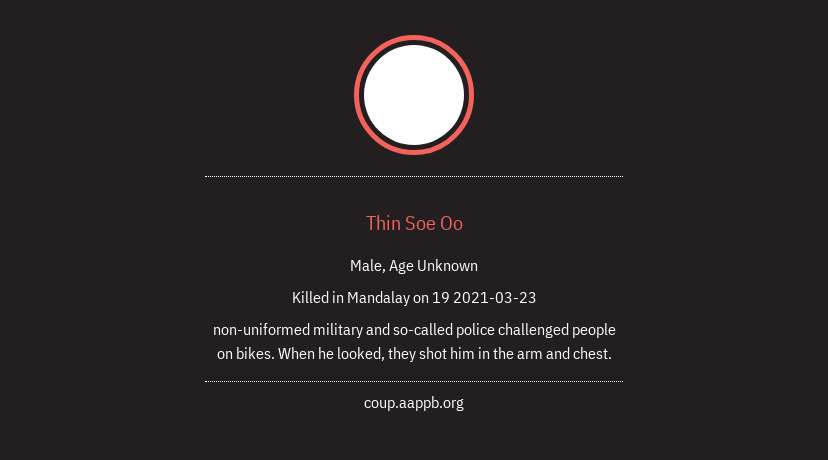 Thin Soe Oo
Male, Age Unknown
Killed in Mandalay on 19 2021-03-23
non-uniformed military and so-called police challenged people
on bikes. When he looked, they shot him in the arm and chest.
coup.aappb.org